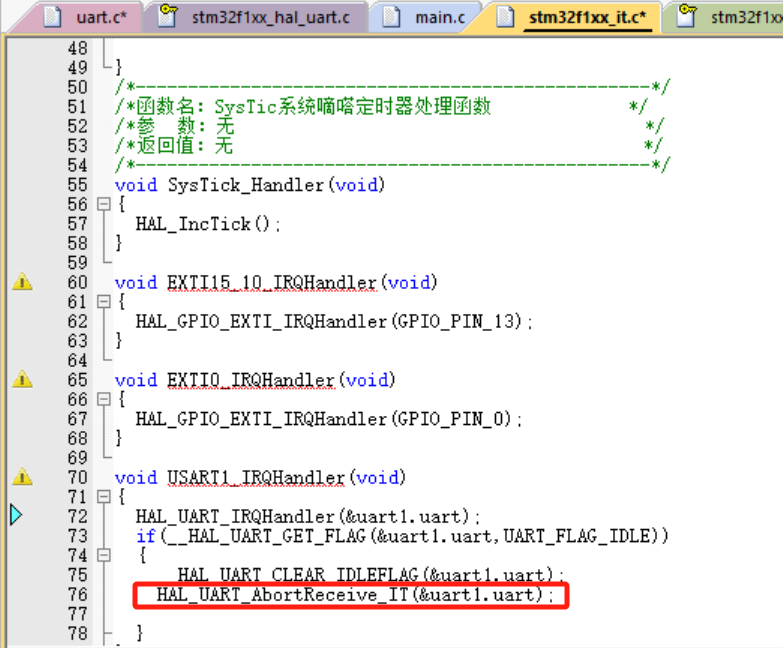 uart.c* stm32f1xx_hal_uart.c main.c stm32f1xx_it.c* stm32f1xx
48
49 }
50 /*--------------------------------------------------*/
51 /*函数名：SysTic系统嘀嗒定时器处理函数 */
52 /*参  数：无 */
53 /*返回值：无 */
54 /*--------------------------------------------------*/
55 void SysTick_Handler(void)
56 {
57 HAL_IncTick();
58 }
59
60 void EXTI15_10_IRQHandler(void)
61 {
62 HAL_GPIO_EXTI_IRQHandler(GPIO_PIN_13);
63 }
64
65 void EXTI0_IRQHandler(void)
66 {
67 HAL_GPIO_EXTI_IRQHandler(GPIO_PIN_0);
68 }
69
70 void USART1_IRQHandler(void)
71 {
72 HAL_UART_IRQHandler(&uart1.uart);
73 if(__HAL_UART_GET_FLAG(&uart1.uart,UART_FLAG_IDLE))
74 {
75 __HAL_UART_CLEAR_IDLEFLAG(&uart1.uart);
76 HAL_UART_AbortReceive_IT(&uart1.uart);
77
78 }